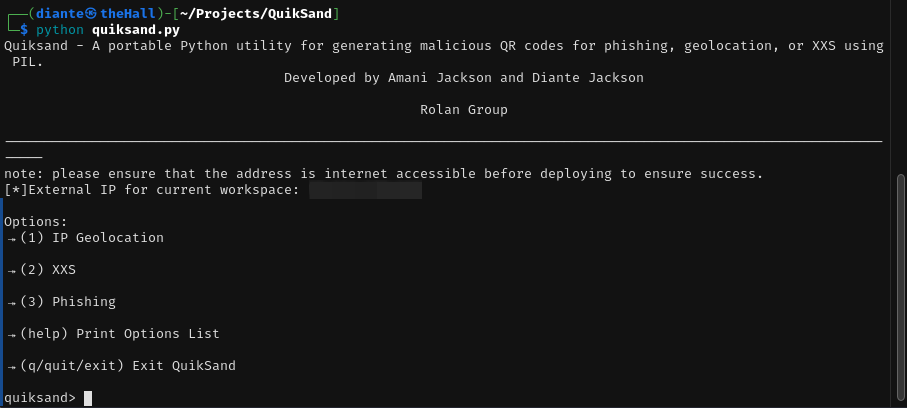 ┌──(diante㉿theHall)-[~/Projects/QuikSand]
└─$ python quiksand.py
Quiksand - A portable Python utility for generating malicious QR codes for phishing, geolocation, or XXS using
 PIL.
Developed by Amani Jackson and Diante Jackson
Rolan Group
note: please ensure that the address is internet accessible before deploying to ensure success.
[*]External IP for current workspace:
Options:
→(1) IP Geolocation
→(2) XXS
→(3) Phishing
→(help) Print Options List
→(q/quit/exit) Exit QuikSand
quiksand>